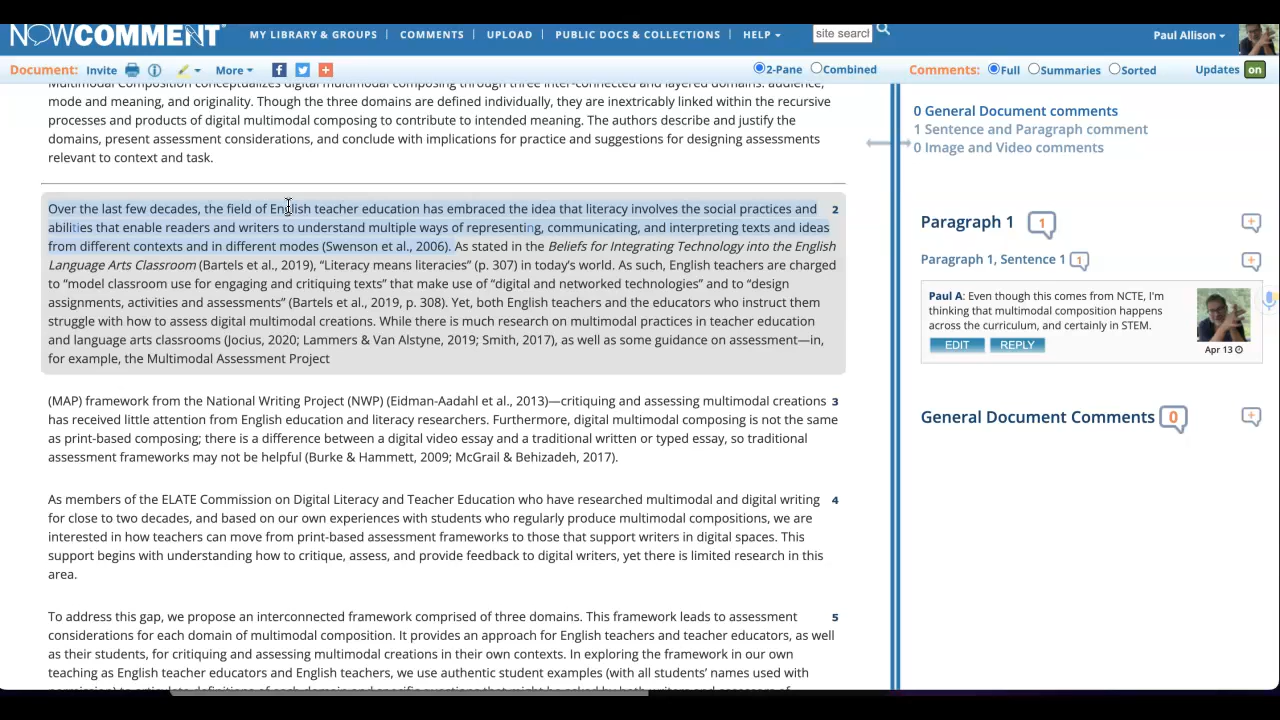 NOWCOMMENT
MY LIBRARY & GROUPS | COMMENTS | UPLOAD | PUBLIC DOCS & COLLECTIONS | HELP
site searcl
Paul Allison
Document: Invite More
2-Pane Combined
Comments: Full Summaries Sorted Updates on
Multimodal Composition conceptualizes digital multimodal composing through three inter-connected and layered domains: audience,
mode and meaning, and originality. Though the three domains are defined individually, they are inextricably linked within the recursive
processes and products of digital multimodal composing to contribute to intended meaning. The authors describe and justify the
domains, present assessment considerations, and conclude with implications for practice and suggestions for designing assessments
relevant to context and task.
Over the last few decades, the field of English teacher education has embraced the idea that literacy involves the social practices and 2
abilities that enable readers and writers to understand multiple ways of representing, communicating, and interpreting texts and ideas
from different contexts and in different modes (Swenson et al., 2006). As stated in the Beliefs for Integrating Technology into the English
Language Arts Classroom (Bartels et al., 2019), “Literacy means literacies” (p. 307) in today’s world. As such, English teachers are charged
to “model classroom use for engaging and critiquing texts” that make use of “digital and networked technologies” and to “design
assignments, activities and assessments” (Bartels et al., 2019, p. 308). Yet, both English teachers and the educators who instruct them
struggle with how to assess digital multimodal creations. While there is much research on multimodal practices in teacher education
and language arts classrooms (Jocius, 2020; Lammers & Van Alstyne, 2019; Smith, 2017), as well as some guidance on assessment—in,
for example, the Multimodal Assessment Project
(MAP) framework from the National Writing Project (NWP) (Eidman-Aadahl et al., 2013)—critiquing and assessing multimodal creations 3
has received little attention from English education and literacy researchers. Furthermore, digital multimodal composing is not the same
as print-based composing; there is a difference between a digital video essay and a traditional written or typed essay, so traditional
assessment frameworks may not be helpful (Burke & Hammett, 2009; McGrail & Behizadeh, 2017).
As members of the ELATE Commission on Digital Literacy and Teacher Education who have researched multimodal and digital writing 4
for close to two decades, and based on our own experiences with students who regularly produce multimodal compositions, we are
interested in how teachers can move from print-based assessment frameworks to those that support writers in digital spaces. This
support begins with understanding how to critique, assess, and provide feedback to digital writers, yet there is limited research in this
area.
To address this gap, we propose an interconnected framework comprised of three domains. This framework leads to assessment 5
considerations for each domain of multimodal composition. It provides an approach for English teachers and teacher educators, as well
as their students, for critiquing and assessing multimodal creations in their own contexts. In exploring the framework in our own
teaching as English teacher educators and English teachers, we use authentic student examples (with all students’ names used with
permission) to articulate definitions of each domain and specific questions that might be asked by both writers and assessors of
0 General Document comments
1 Sentence and Paragraph comment
0 Image and Video comments
Paragraph 1 1
Paragraph 1, Sentence 1 1
Paul A: Even though this comes from NCTE, I'm
thinking that multimodal composition happens
across the curriculum, and certainly in STEM.
EDIT REPLY
Apr 13
General Document Comments 0